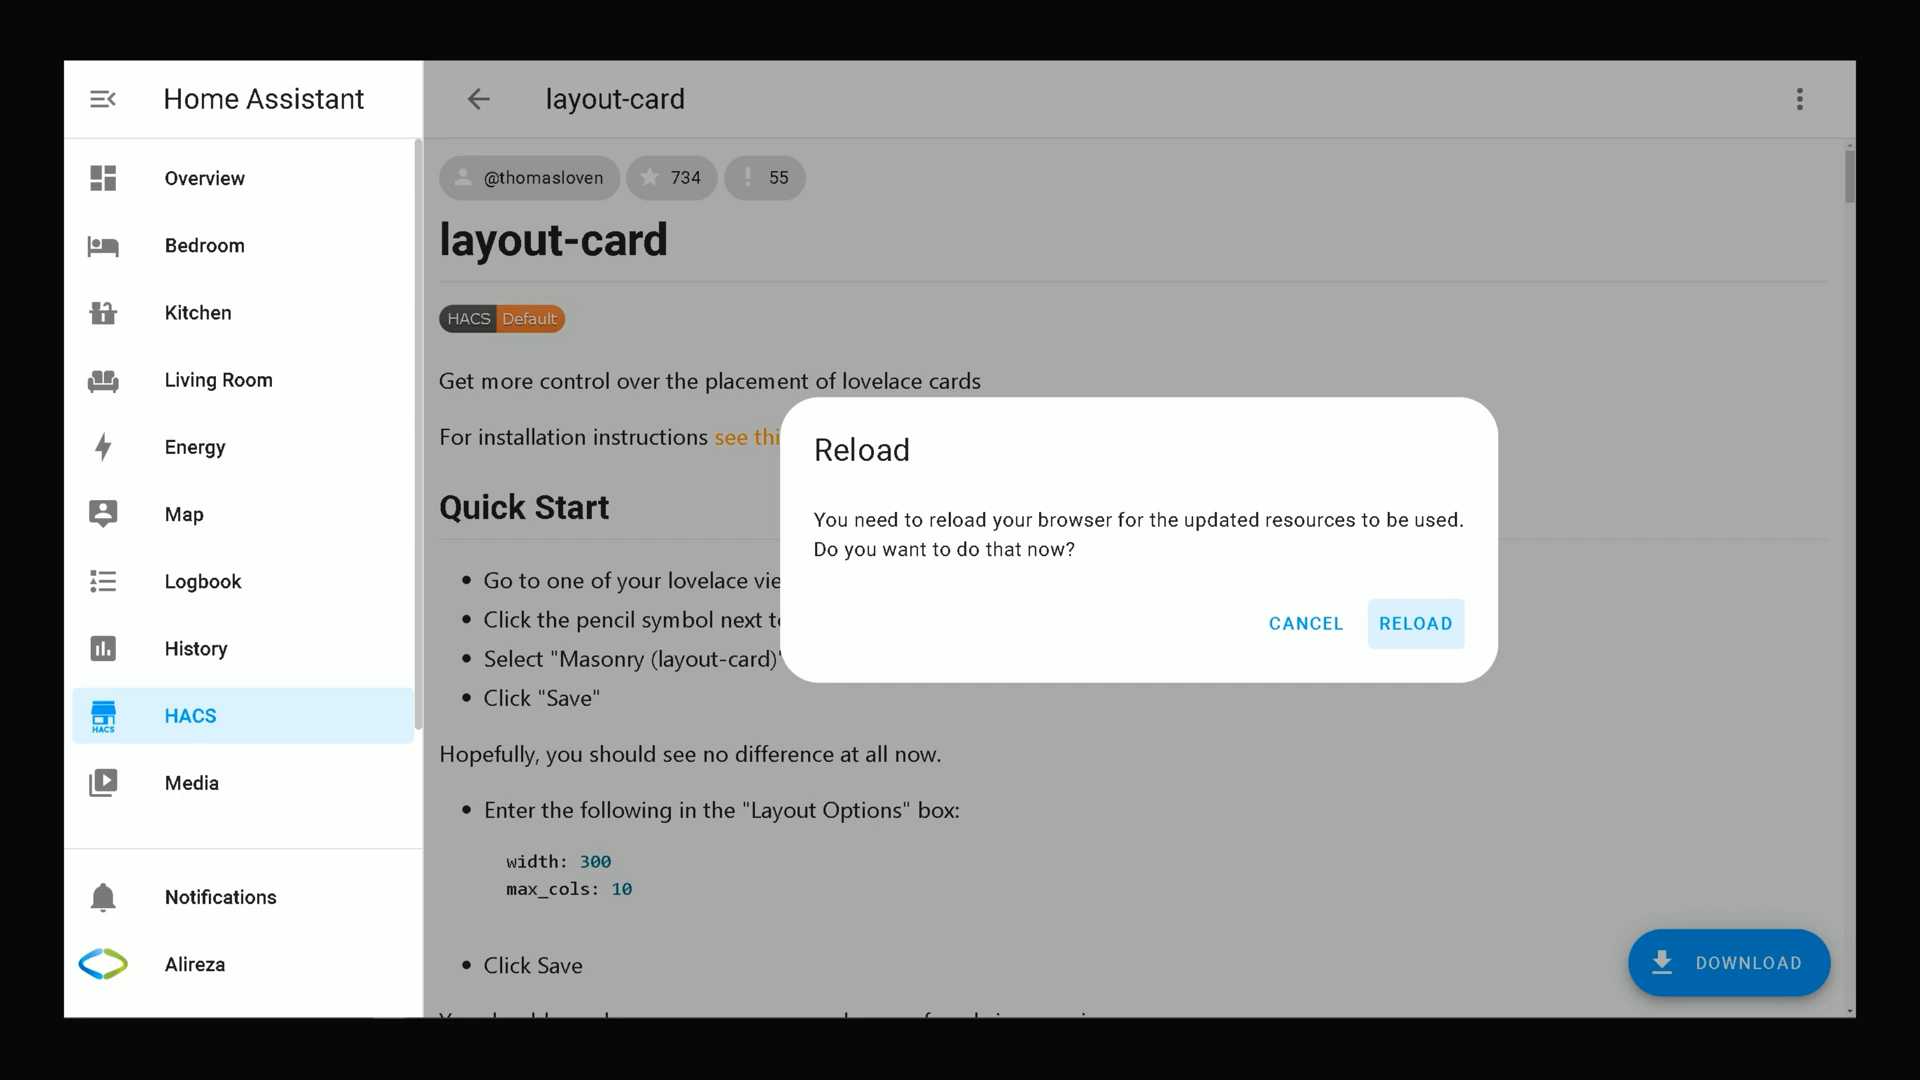 Home Assistant
layout-card
Overview
Bedroom
Kitchen
Living Room
Energy
Map
Logbook
History
HACS
HACS
Media
Notifications
Alireza
@thomasloven
734
55
layout-card
HACS Default
Get more control over the placement of lovelace cards
For installation instructions see thi
Quick Start
Go to one of your lovelace vie
Click the pencil symbol next to
Select "Masonry (layout-card)"
Click "Save"
Hopefully, you should see no difference at all now.
Enter the following in the "Layout Options" box:
width: 300
max_cols: 10
Click Save
Reload
You need to reload your browser for the updated resources to be used.
Do you want to do that now?
CANCEL
RELOAD
DOWNLOAD